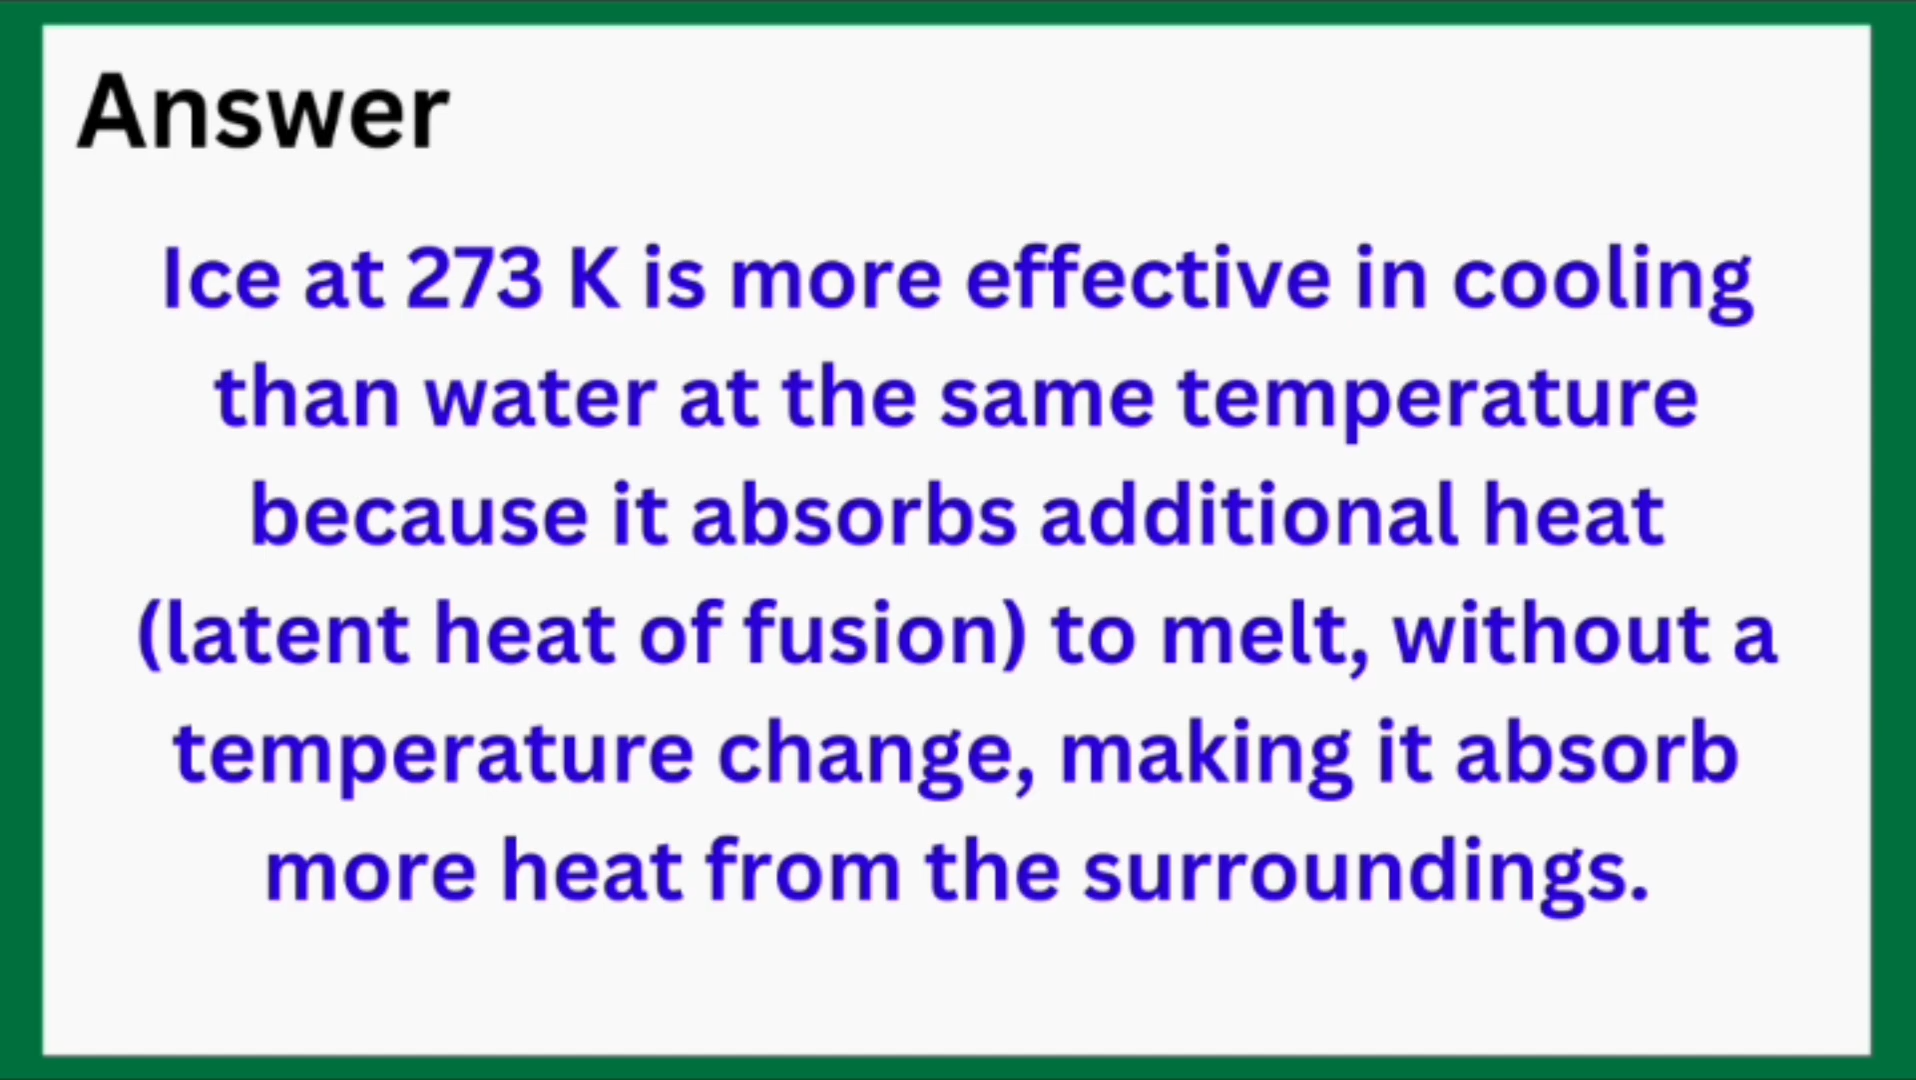 Answer
Ice at 273 K is more effective in cooling
than water at the same temperature
because it absorbs additional heat
(latent heat of fusion) to melt, without a
temperature change, making it absorb
more heat from the surroundings.